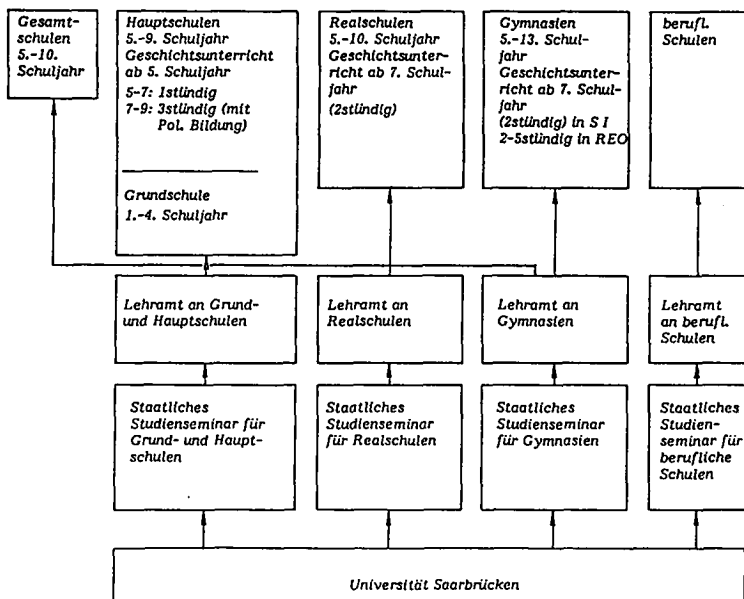 Gesamt-
schulen
5.-10.
Schuljahr
Hauptschulen
5.-9. Schuljahr
Geschichtsunterricht
ab 5. Schuljahr
5-7: 1stündig
7-9: 3stündig (mit
Pol. Bildung)
Grundschule
1.-4. Schuljahr
Realschulen
5.-10. Schuljahr
Geschichtsunter-
richt ab 7. Schul-
jahr
(2stündig)
Gymnasien
5.-13. Schul-
jahr
Geschichtsunter-
richt ab 7. Schul-
jahr
(2stündig) in S I
2-5stündig in REO
berufl.
Schulen
Lehramt an Grund-
und Hauptschulen
Lehramt an
Realschulen
Lehramt an
Gymnasien
Lehramt
an berufl.
Schulen
Staatliches
Studienseminar für
Grund- und Haupt-
schulen
Staatliches
Studienseminar
für Realschulen
Staatliches
Studienseminar
für Gymnasien
Staatliches
Studien-
seminar für
berufliche
Schulen
Universität Saarbrücken